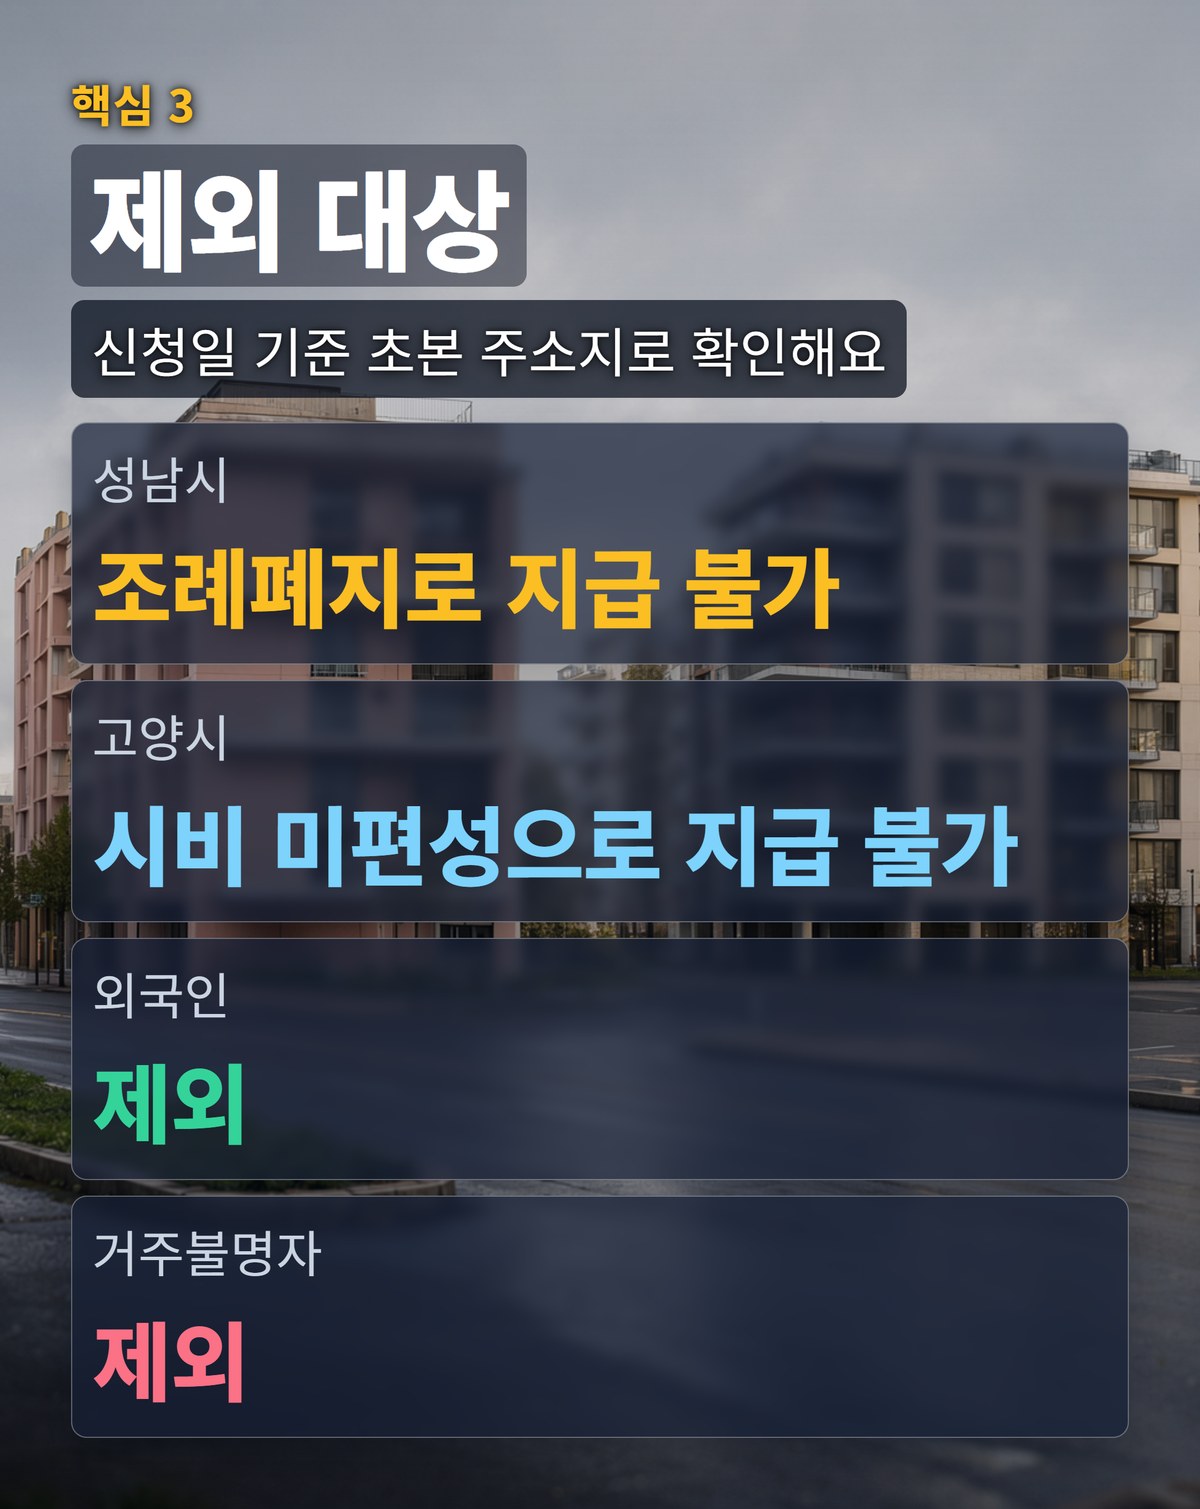 핵심 3
제외 대상
신청일 기준 초본 주소지로 확인해요
성남시
조례폐지로 지급 불가
고양시
시비 미편성으로 지급 불가
외국인
제외
거주불명자
제외